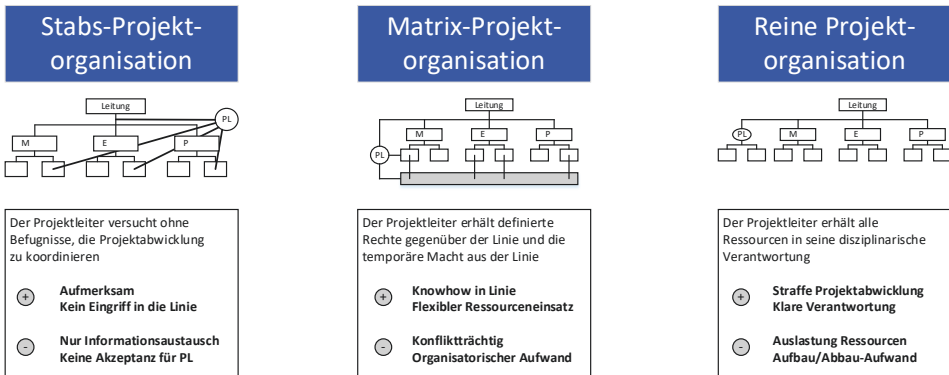 Stabs-Projekt-
organisation
Leitung
PL
M
E
P
Der Projektleiter versucht ohne
Befugnisse, die Projektabwicklung
zu koordinieren
+
Aufmerksam
Kein Eingriff in die Linie
-
Nur Informationsaustausch
Keine Akzeptanz für PL
Matrix-Projekt-
organisation
Leitung
M
E
P
PL
Der Projektleiter erhält definierte
Rechte gegenüber der Linie und die
temporäre Macht aus der Linie
+
Knowhow in Linie
Flexibler Ressourceneinsatz
-
Konfliktträchtig
Organisatorischer Aufwand
Reine Projekt-
organisation
Leitung
PL
M
E
P
Der Projektleiter erhält alle
Ressourcen in seine disziplinarische
Verantwortung
+
Straffe Projektabwicklung
Klare Verantwortung
-
Auslastung Ressourcen
Aufbau/Abbau-Aufwand